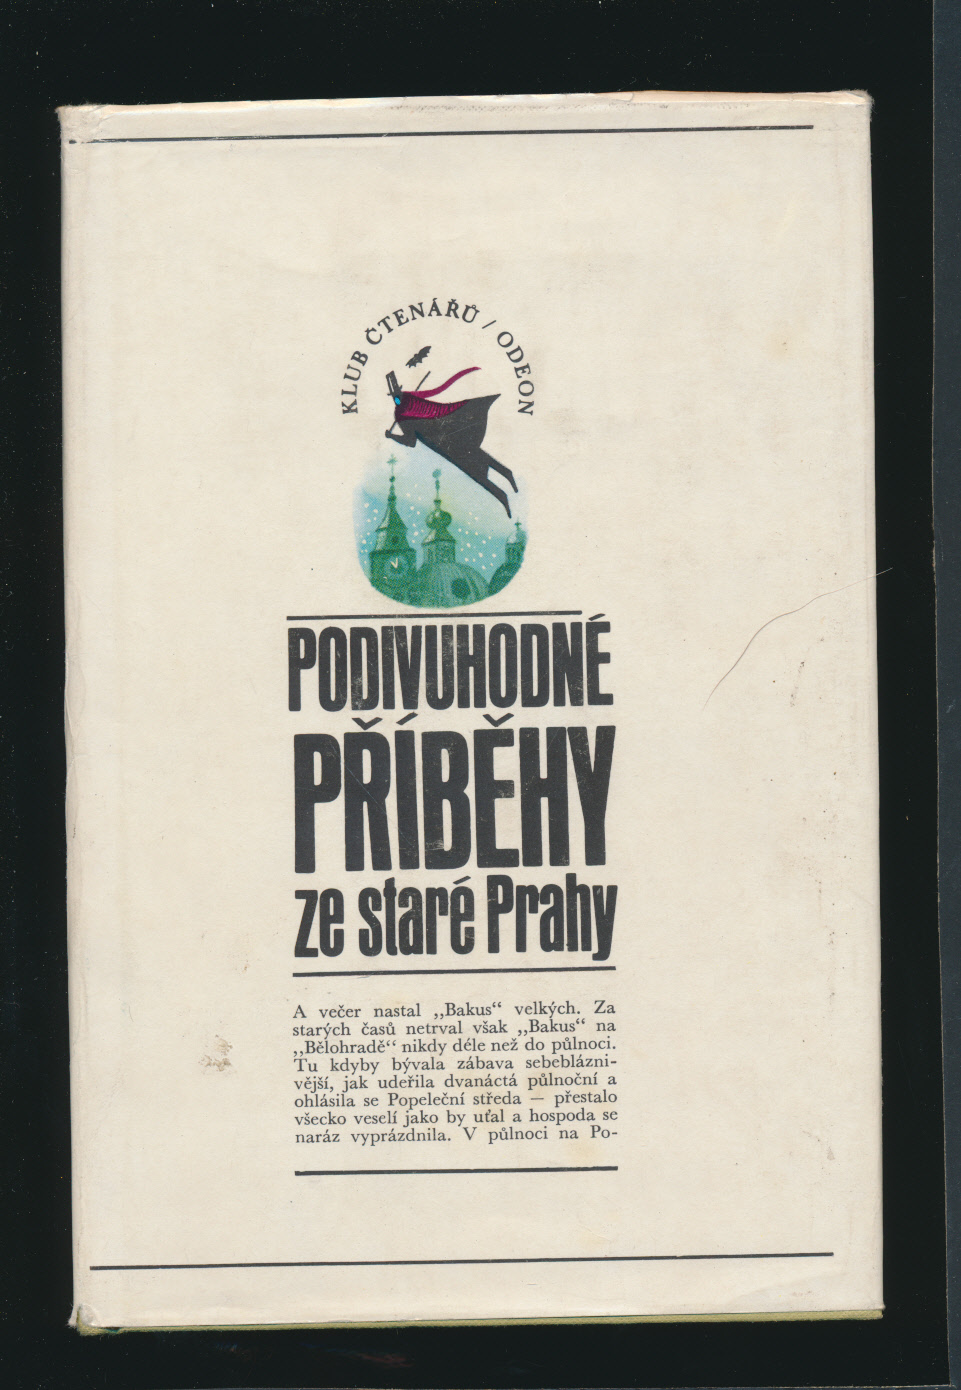 KLUB ČTENÁŘŮ / ODEON
PODIVUHODNÉ
PŘÍBĚHY
ze staré Prahy
A večer nastal „Bakus“ velkých. Za
starých časů netrval však „Bakus“ na
„Bělohradě“ nikdy déle než do půlnoci.
Tu kdyby bývala zábava sebeblázni-
vější, jak udeřila dvanáctá půlnoční a
ohlásila se Popeleční středa — přestalo
všecko veselí jako by uťal a hospoda se
naráz vyprázdnila. V půlnoci na Po-